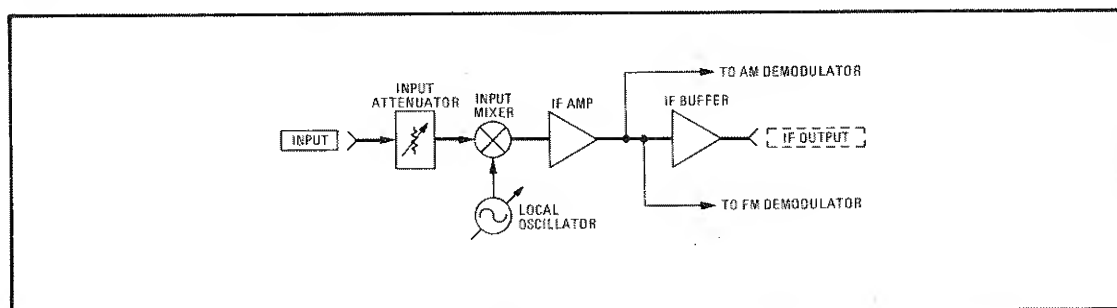 TO AM DEMODULATOR
INPUT
ATTENUATOR
INPUT
MIXER
IF AMP
IF BUFFER
INPUT
IF OUTPUT
LOCAL
OSCILLATOR
TO FM DEMODULATOR